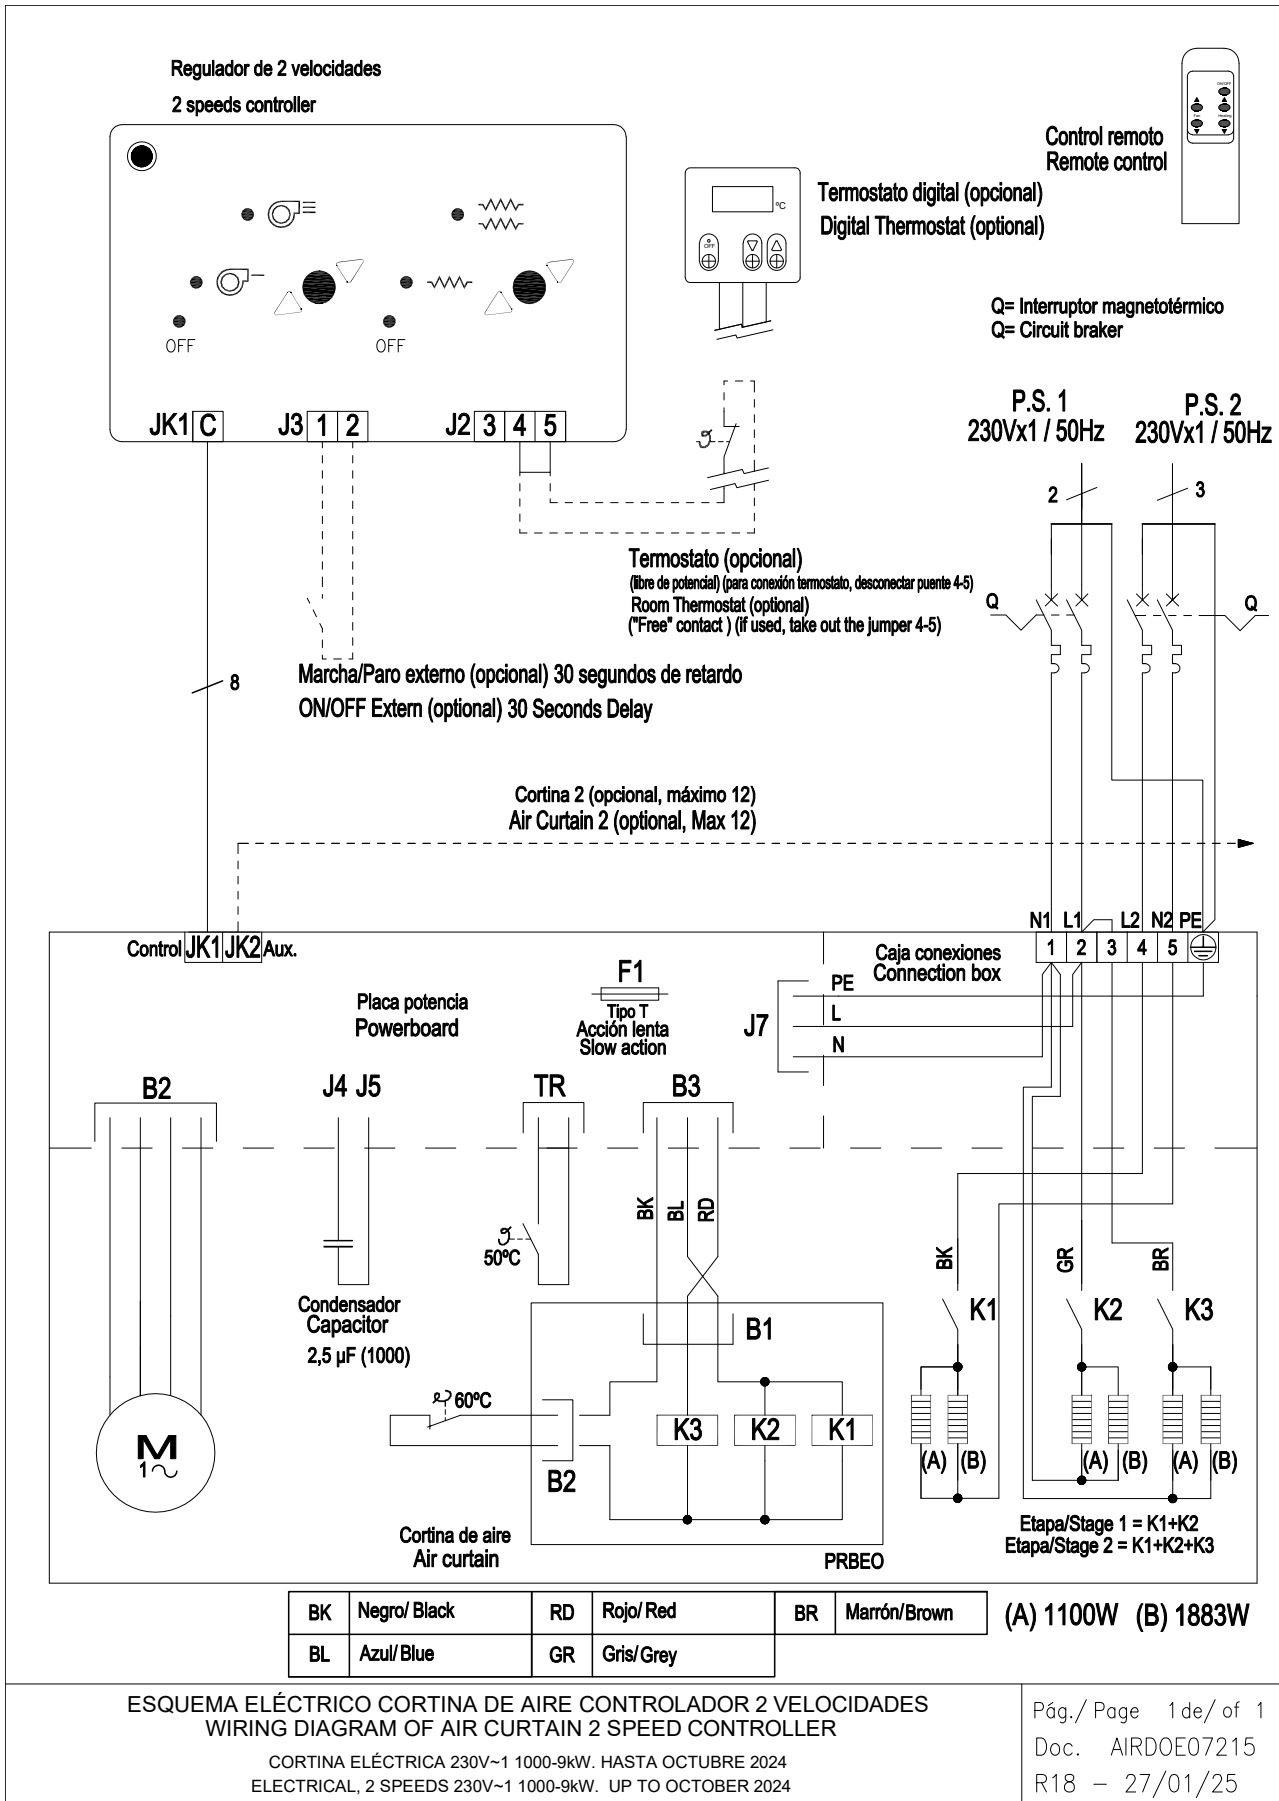 Regulador de 2 velocidades
2 speeds controller
OFF
OFF
JK1 C
J3 1 2
J2 3 4 5
ºC
OFF
Termostato digital (opcional)
Digital Thermostat (optional)
Control remoto
Remote control
ON/OFF
Fan
Heating
Q= Interruptor magnetotérmico
Q= Circuit braker
P.S. 1
230Vx1 / 50Hz
P.S. 2
230Vx1 / 50Hz
2
3
Q
Q
Termostato (opcional)
(libre de potencial) (para conexión termostato, desconectar puente 4-5)
Room Thermostat (optional)
("Free" contact ) (if used, take out the jumper 4-5)
8
Marcha/Paro externo (opcional) 30 segundos de retardo
ON/OFF Extern (optional) 30 Seconds Delay
Cortina 2 (opcional, máximo 12)
Air Curtain 2 (optional, Max 12)
Control JK1 JK2 Aux.
N1 L1 L2 N2 PE
1 2 3 4 5
Caja conexiones
Connection box
Placa potencia
Powerboard
F1
Tipo T
Acción lenta
Slow action
J7
PE
L
N
B2
J4 J5
TR
B3
BK
BL
RD
50ºC
Condensador
Capacitor
2,5 µF (1000)
BK
GR
BR
K1
K2
K3
B1
60ºC
K3
K2
K1
B2
M
1~
(A) (B)
(A) (B)
(A) (B)
Cortina de aire
Air curtain
PRBEO
Etapa/Stage 1 = K1+K2
Etapa/Stage 2 = K1+K2+K3
BK Negro/ Black RD Rojo/ Red BR Marrón/Brown
BL Azul/ Blue GR Gris/Grey
(A) 1100W (B) 1883W
ESQUEMA ELÉCTRICO CORTINA DE AIRE CONTROLADOR 2 VELOCIDADES
WIRING DIAGRAM OF AIR CURTAIN 2 SPEED CONTROLLER
CORTINA ELÉCTRICA 230V~1 1000-9kW. HASTA OCTUBRE 2024
ELECTRICAL, 2 SPEEDS 230V~1 1000-9kW. UP TO OCTOBER 2024
Pág./ Page 1 de/ of 1
Doc. AIRDOE07215
R18 - 27/01/25